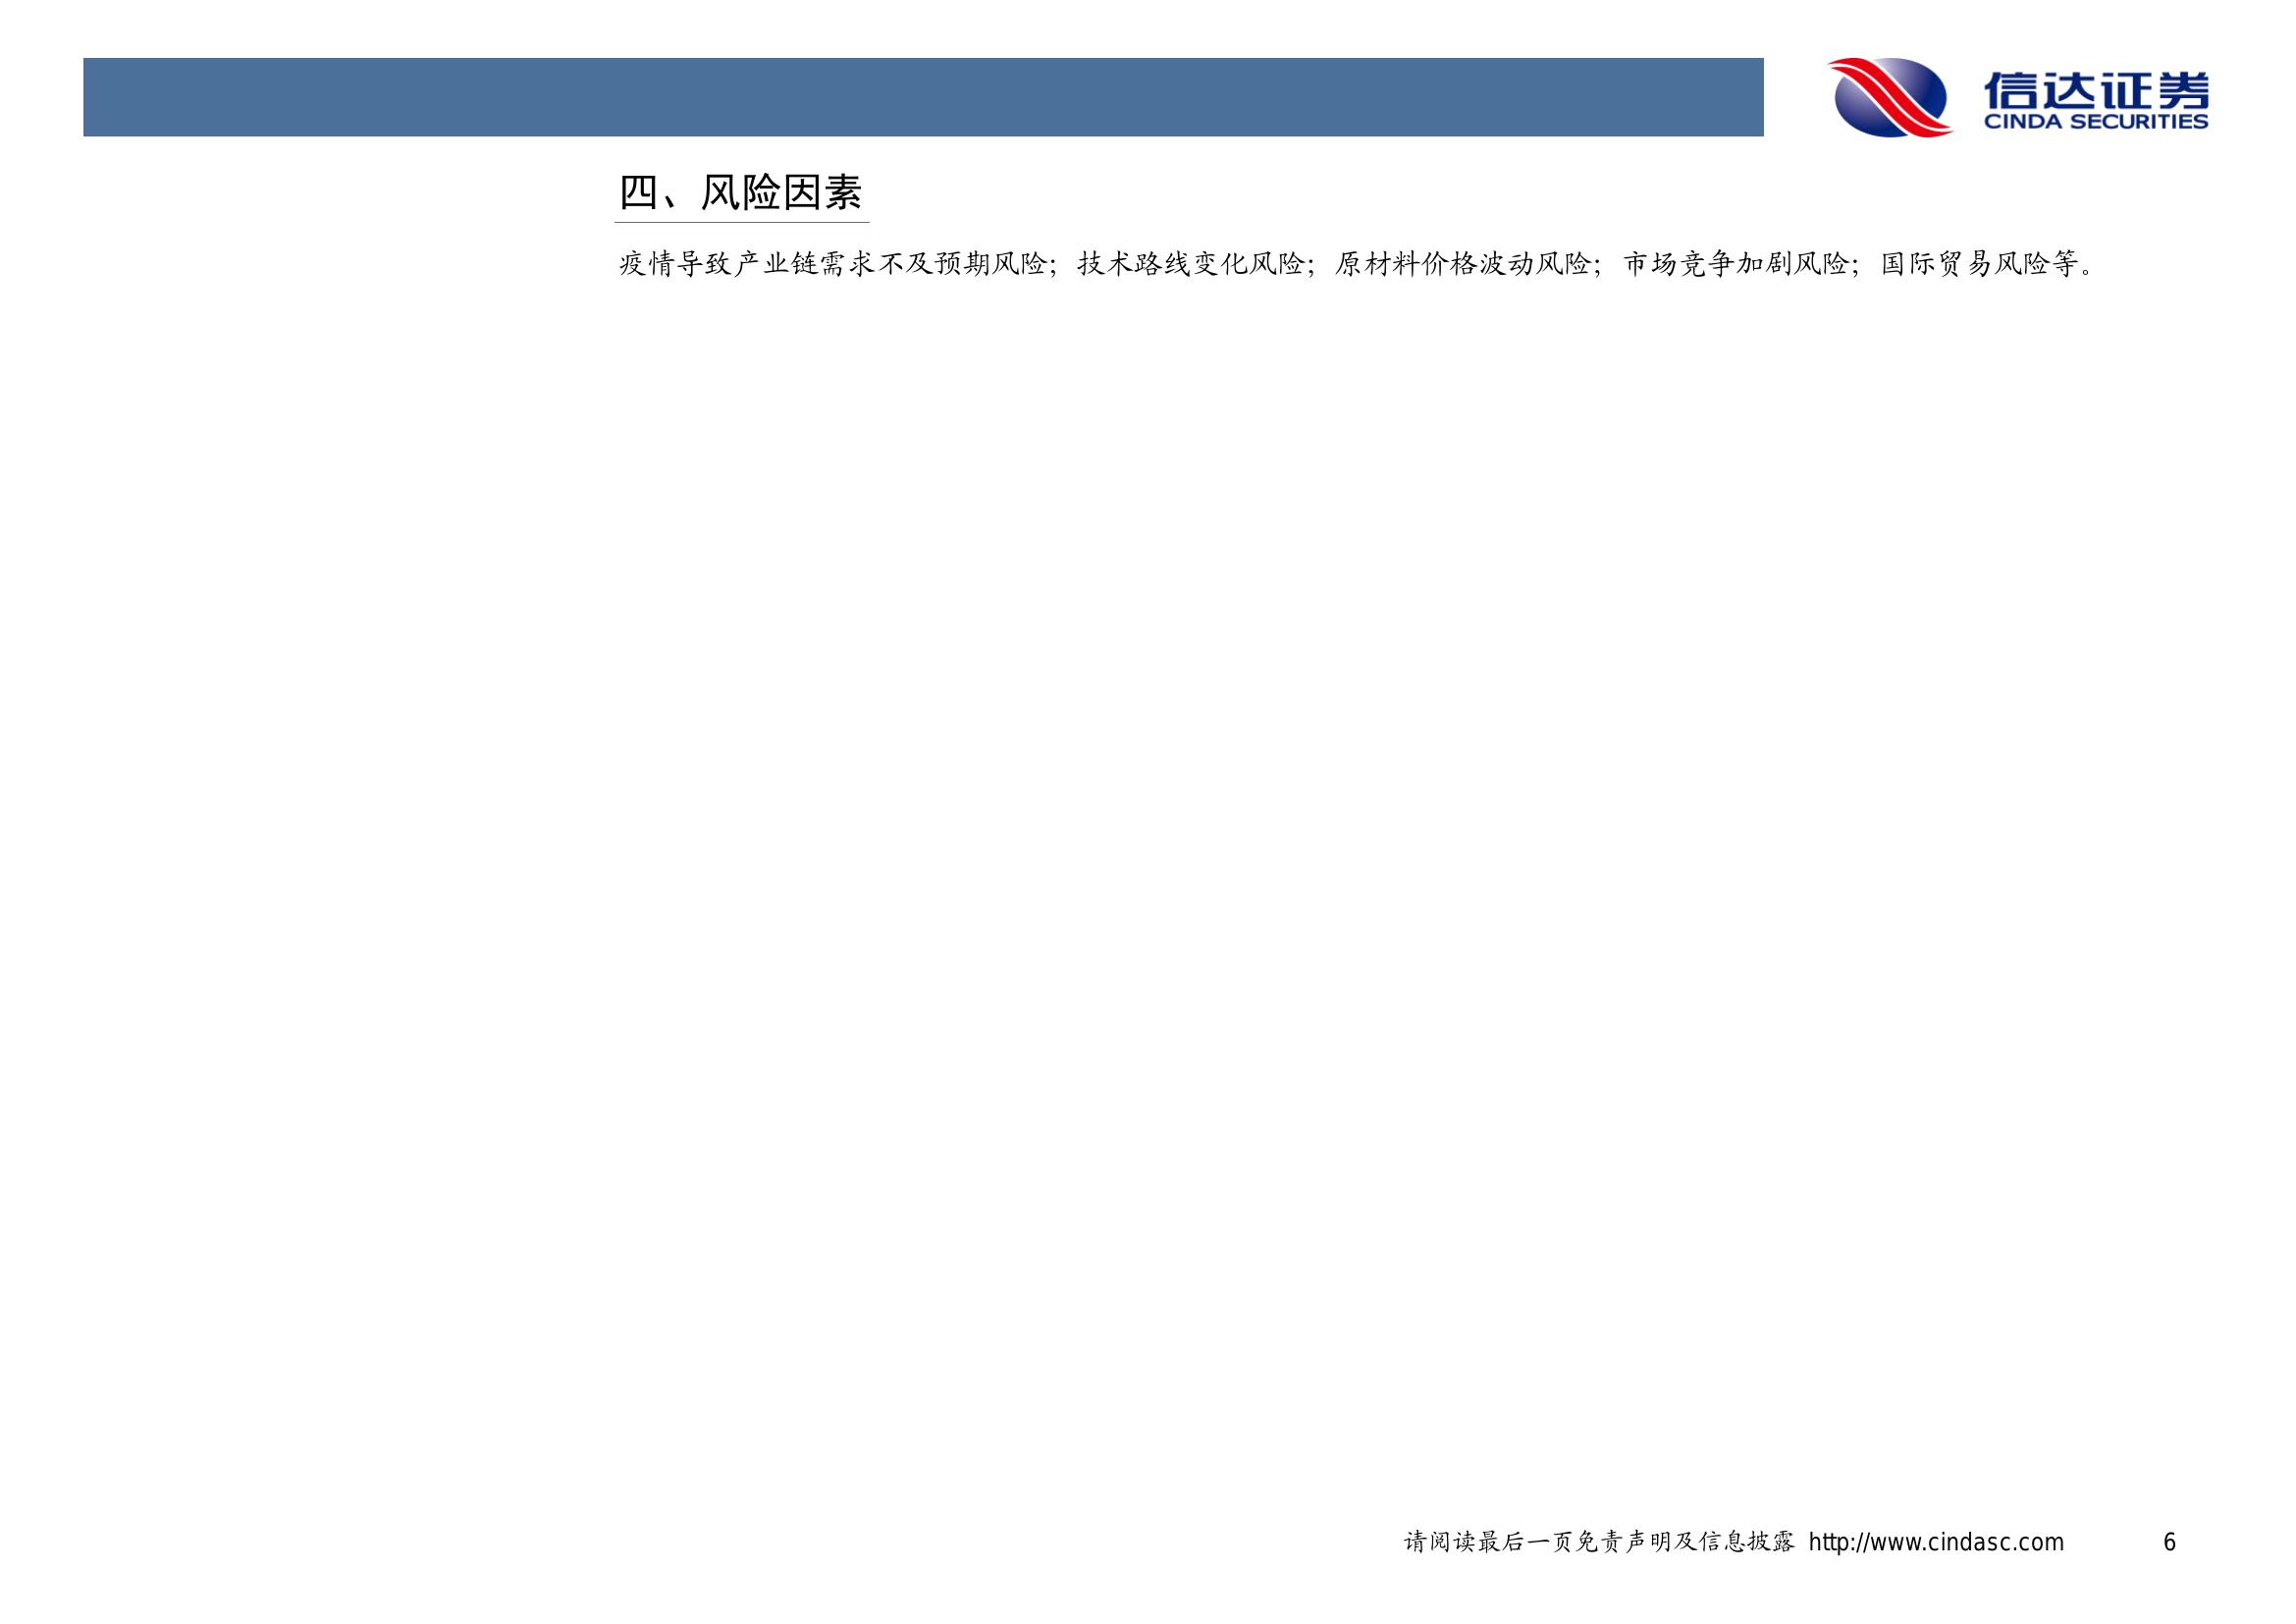 信达证券
CINDA SECURITIES
四、风险因素
疫情导致产业链需求不及预期风险；技术路线变化风险；原材料价格波动风险；市场竞争加剧风险；国际贸易风险等。
请阅读最后一页免责声明及信息披露 http://www.cindasc.com 6